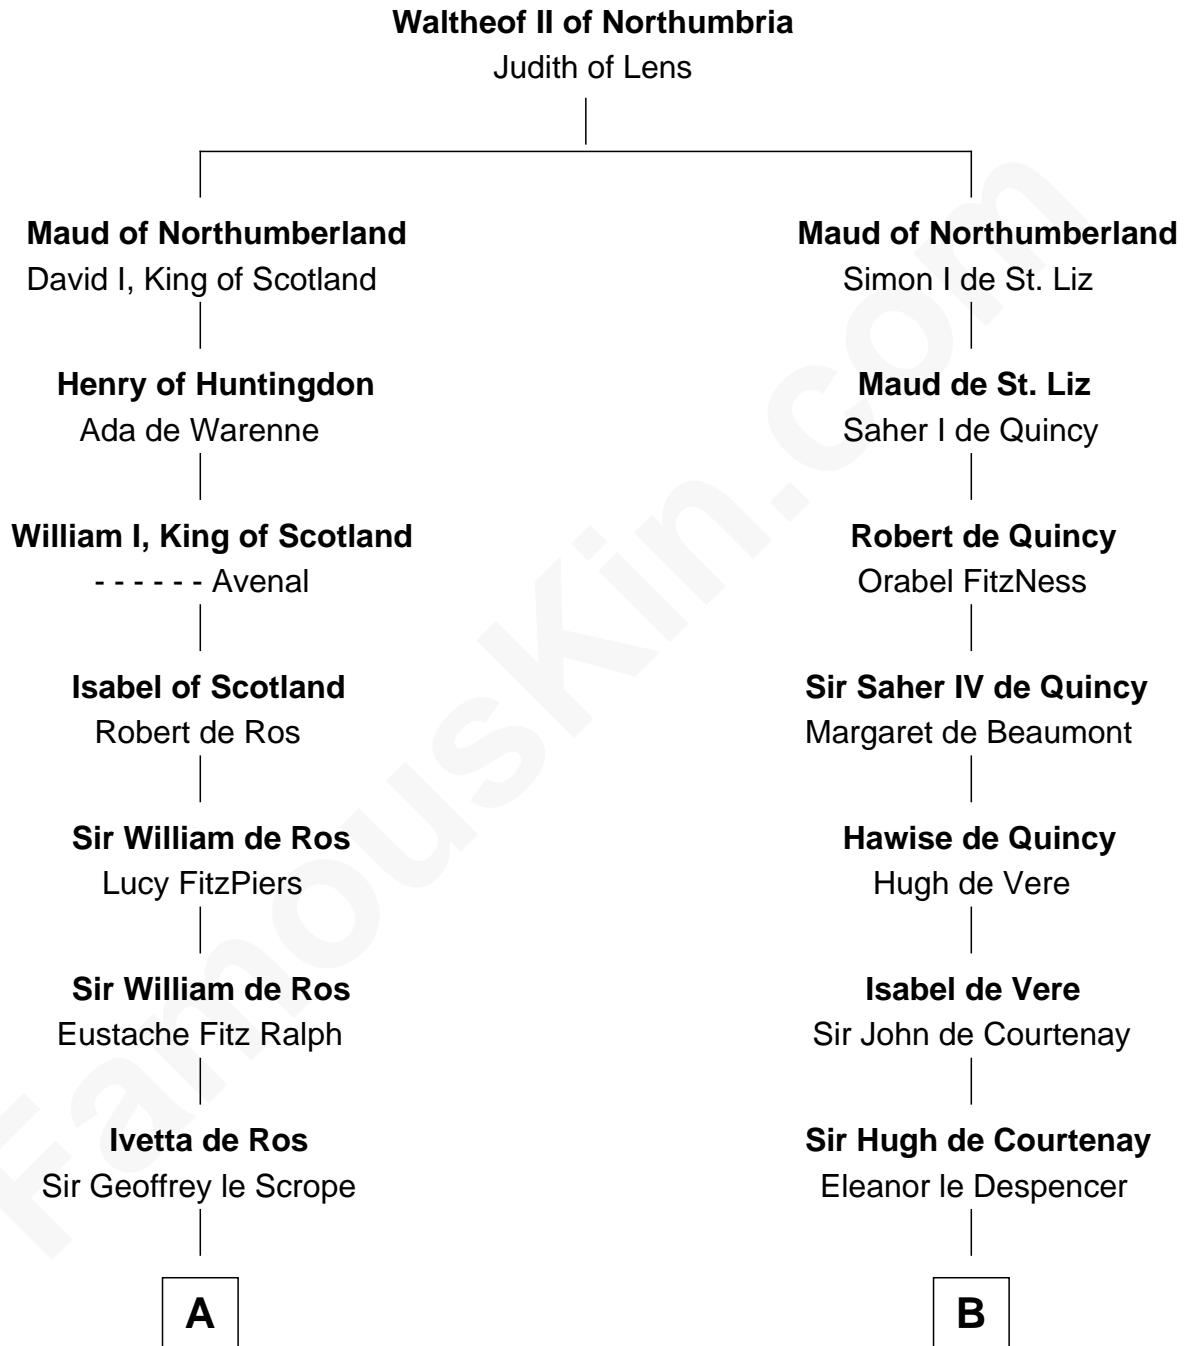 Waltheof II of Northumbria
Judith of Lens
Maud of Northumberland
David I, King of Scotland
Maud of Northumberland
Simon I de St. Liz
Henry of Huntingdon
Ada de Warenne
Maud de St. Liz
Saher I de Quincy
William I, King of Scotland
- - - - - - Avenal
Robert de Quincy
Orabel FitzNess
Isabel of Scotland
Robert de Ros
Sir Saher IV de Quincy
Margaret de Beaumont
Sir William de Ros
Lucy FitzPiers
Hawise de Quincy
Hugh de Vere
Sir William de Ros
Eustache Fitz Ralph
Isabel de Vere
Sir John de Courtenay
Ivetta de Ros
Sir Geoffrey le Scrope
Sir Hugh de Courtenay
Eleanor le Despencer
A
B
FamousKin.com